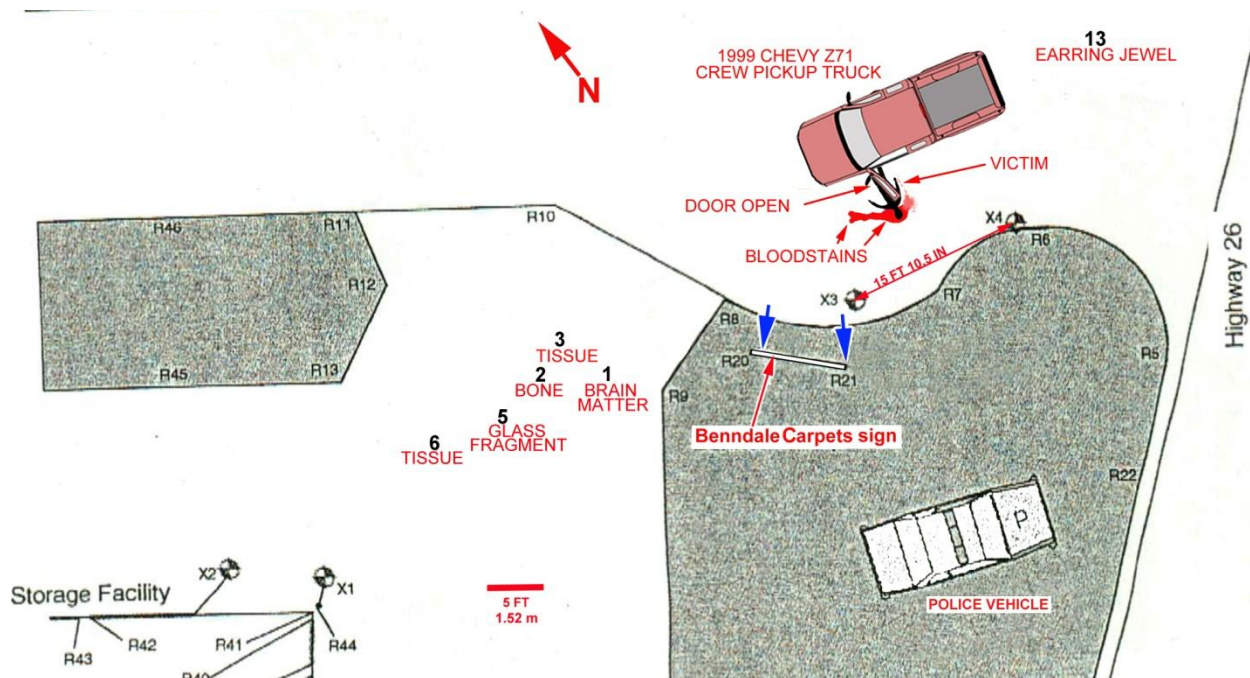 13
EARRING JEWEL
1999 CHEVY Z71
CREW PICKUP TRUCK
N
VICTIM
DOOR OPEN
BLOODSTAINS
X4
R6
15 FT 10.5 IN
X3
R7
Highway 26
R46
R11
R10
R12
R45
R13
R8
R20
R21
R9
R5
R22
3
TISSUE
2
BONE
1
BRAIN
MATTER
5
GLASS
FRAGMENT
6
TISSUE
Benndale Carpets sign
P
POLICE VEHICLE
X2
X1
Storage Facility
R43
R42
R41
R44
R40
5 FT
1.52 m